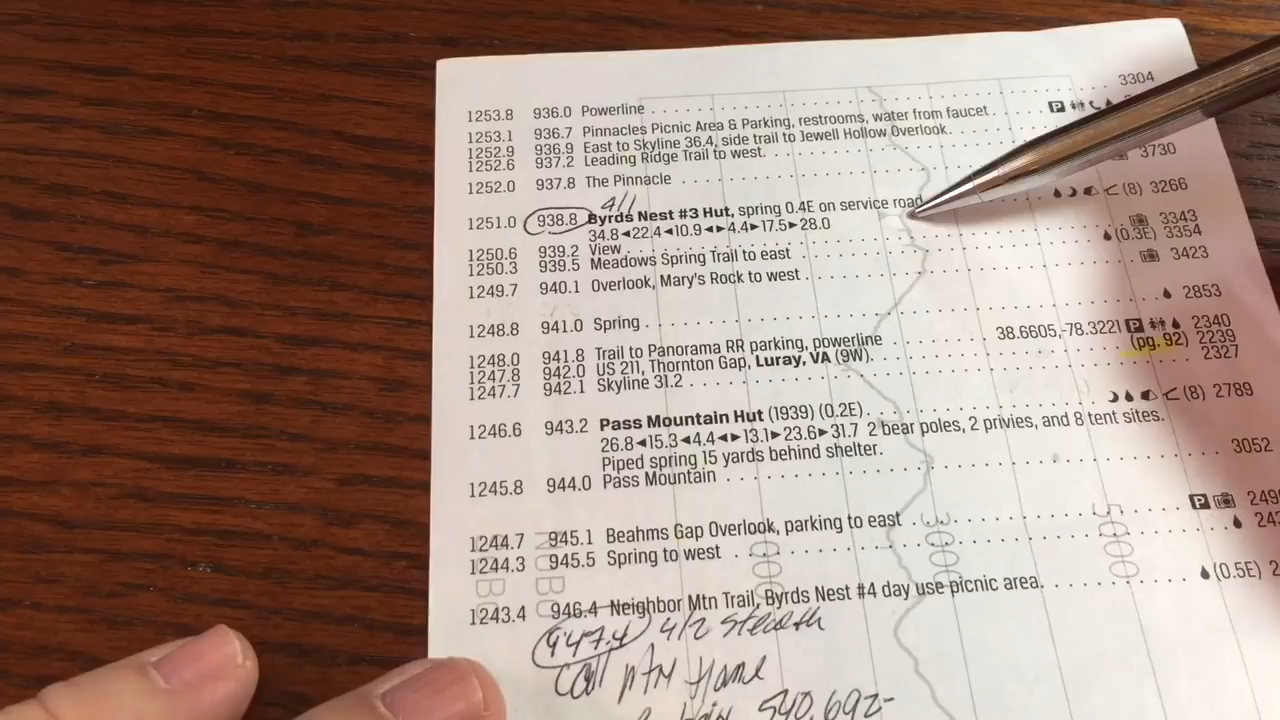 1253.8 936.0 Powerline 3304
1253.1 936.7 Pinnacles Picnic Area & Parking, restrooms, water from faucet P
1252.9 936.9 East to Skyline 36.4, side trail to Jewell Hollow Overlook.
1252.6 937.2 Leading Ridge Trail to west.
1252.0 937.8 The Pinnacle 3730
4/1
1251.0 938.8 Byrds Nest #3 Hut, spring 0.4E on service road (8) 3266
34.8◄22.4◄10.9◄►4.4►17.5►28.0
1250.6 939.2 View 3343
1250.3 939.5 Meadows Spring Trail to east (0.3E) 3354
1249.7 940.1 Overlook, Mary's Rock to west 3423
1248.8 941.0 Spring 2853
1248.0 941.8 Trail to Panorama RR parking, powerline 38.6605,-78.3221 P 2340
1247.8 942.0 US 211, Thornton Gap, Luray, VA (9W). (pg. 92) 2239
1247.7 942.1 Skyline 31.2 2327
1246.6 943.2 Pass Mountain Hut (1939) (0.2E) (8) 2789
26.8◄15.3◄4.4◄►13.1►23.6►31.7 2 bear poles, 2 privies, and 8 tent sites.
Piped spring 15 yards behind shelter.
1245.8 944.0 Pass Mountain 3052
1244.7 945.1 Beahms Gap Overlook, parking to east P 249
1244.3 945.5 Spring to west
3000 5000
1243.4 946.4 Neighbor Mtn Trail, Byrds Nest #4 day use picnic area. (0.5E) 2
947.4 4/2 Stealth
Call Mtn Home
540.692-